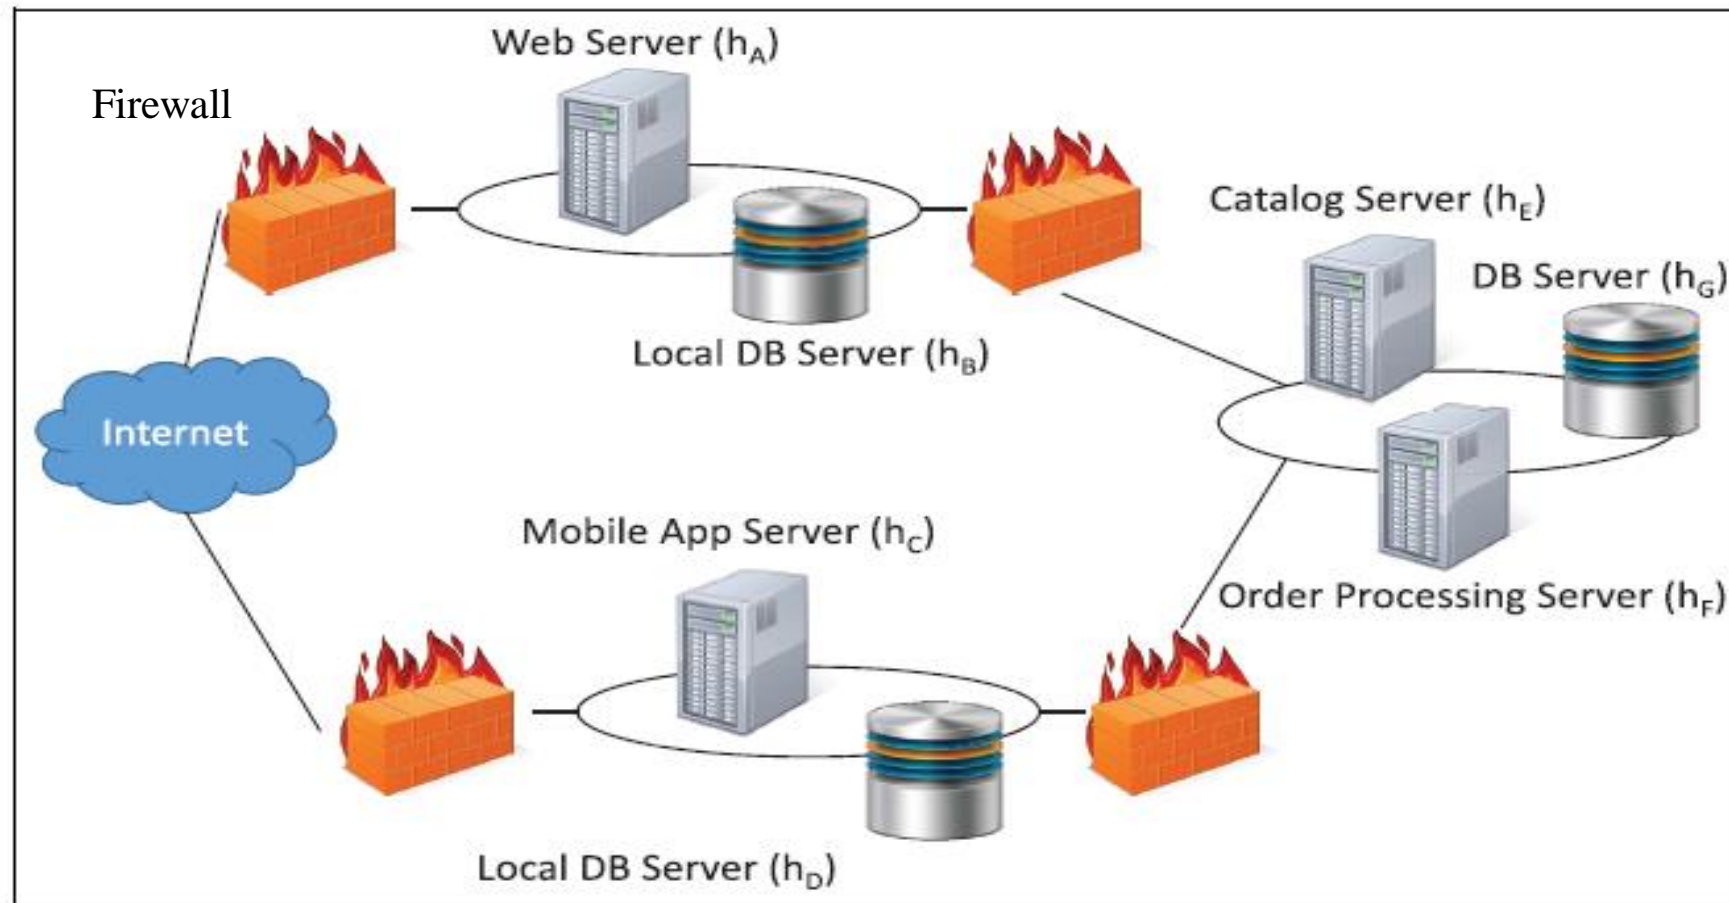 Web Server (hA)
Firewall
Catalog Server (hE)
DB Server (hG)
Local DB Server (hB)
Internet
Mobile App Server (hC)
Order Processing Server (hF)
Local DB Server (hD)